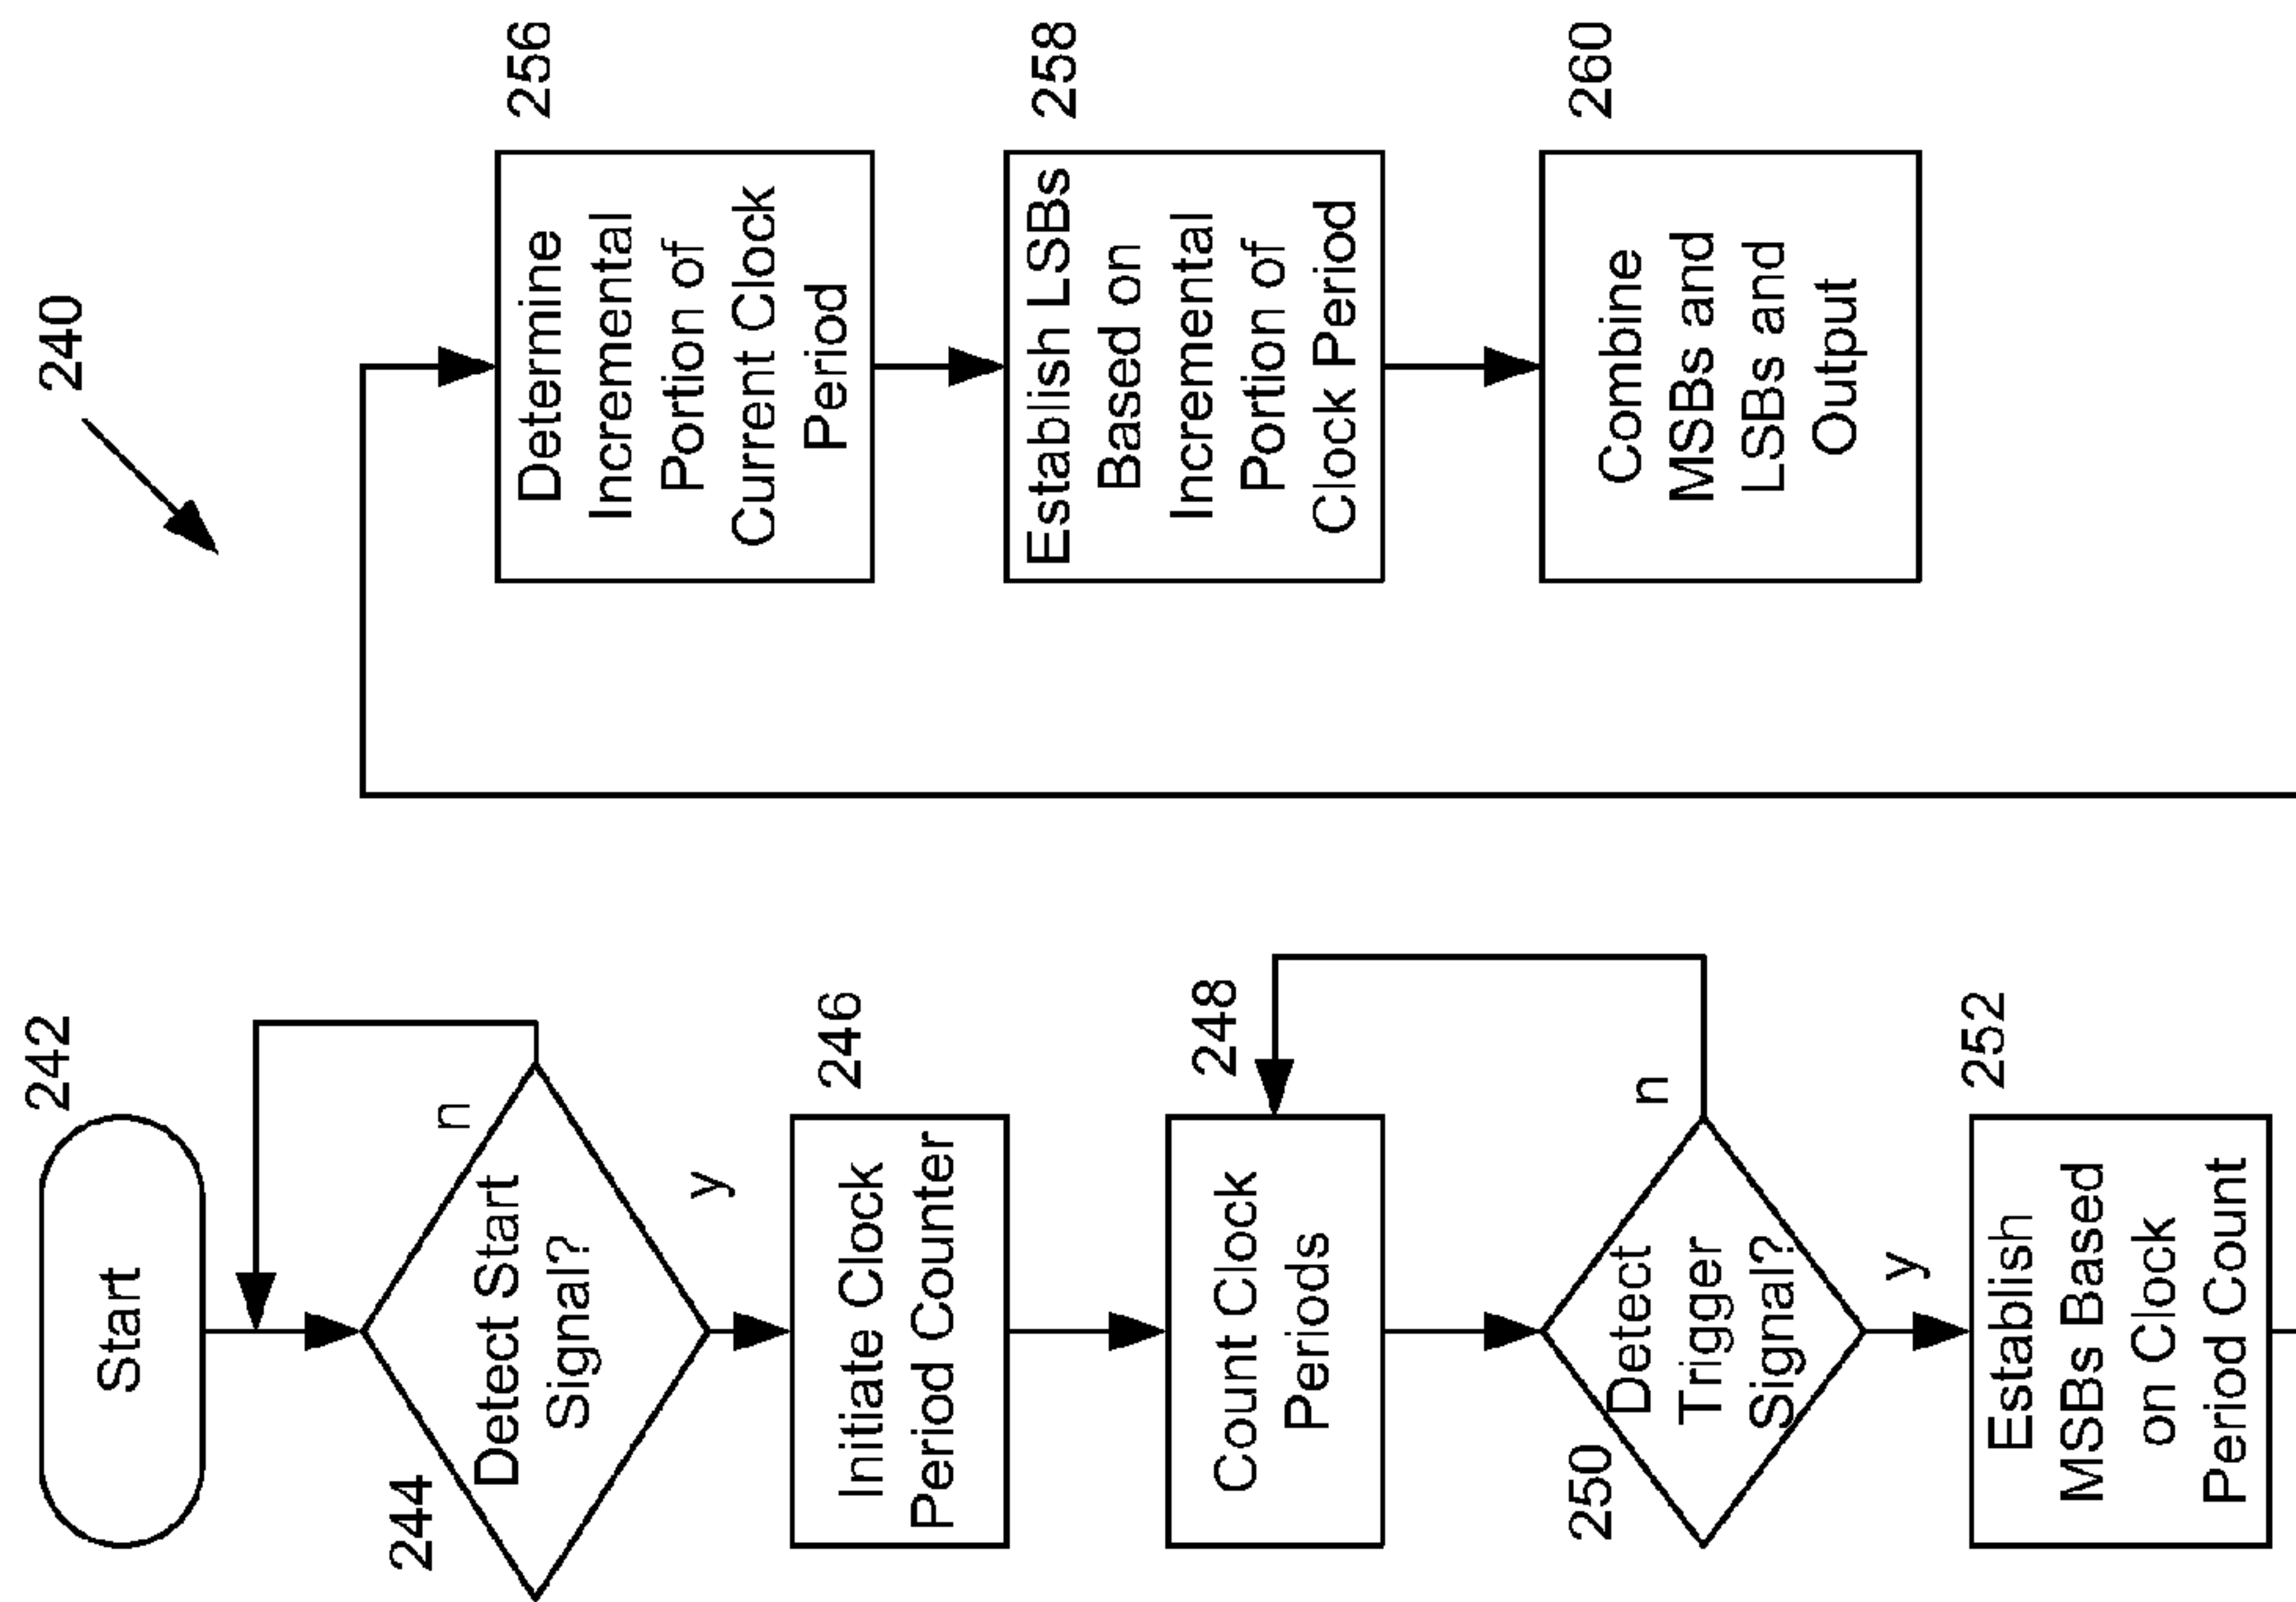 240
242
Start
244
Detect Start
Signal?
n
y
246
Initiate Clock
Period Counter
248
Count Clock
Periods
250
Detect
Trigger
Signal?
n
y
252
Establish
MSBs Based
on Clock
Period Count
256
Determine
Incremental
Portion of
Current Clock
Period
258
Establish LSBs
Based on
Incremental
Portion of
Clock Period
260
Combine
MSBs and
LSBs and
Output